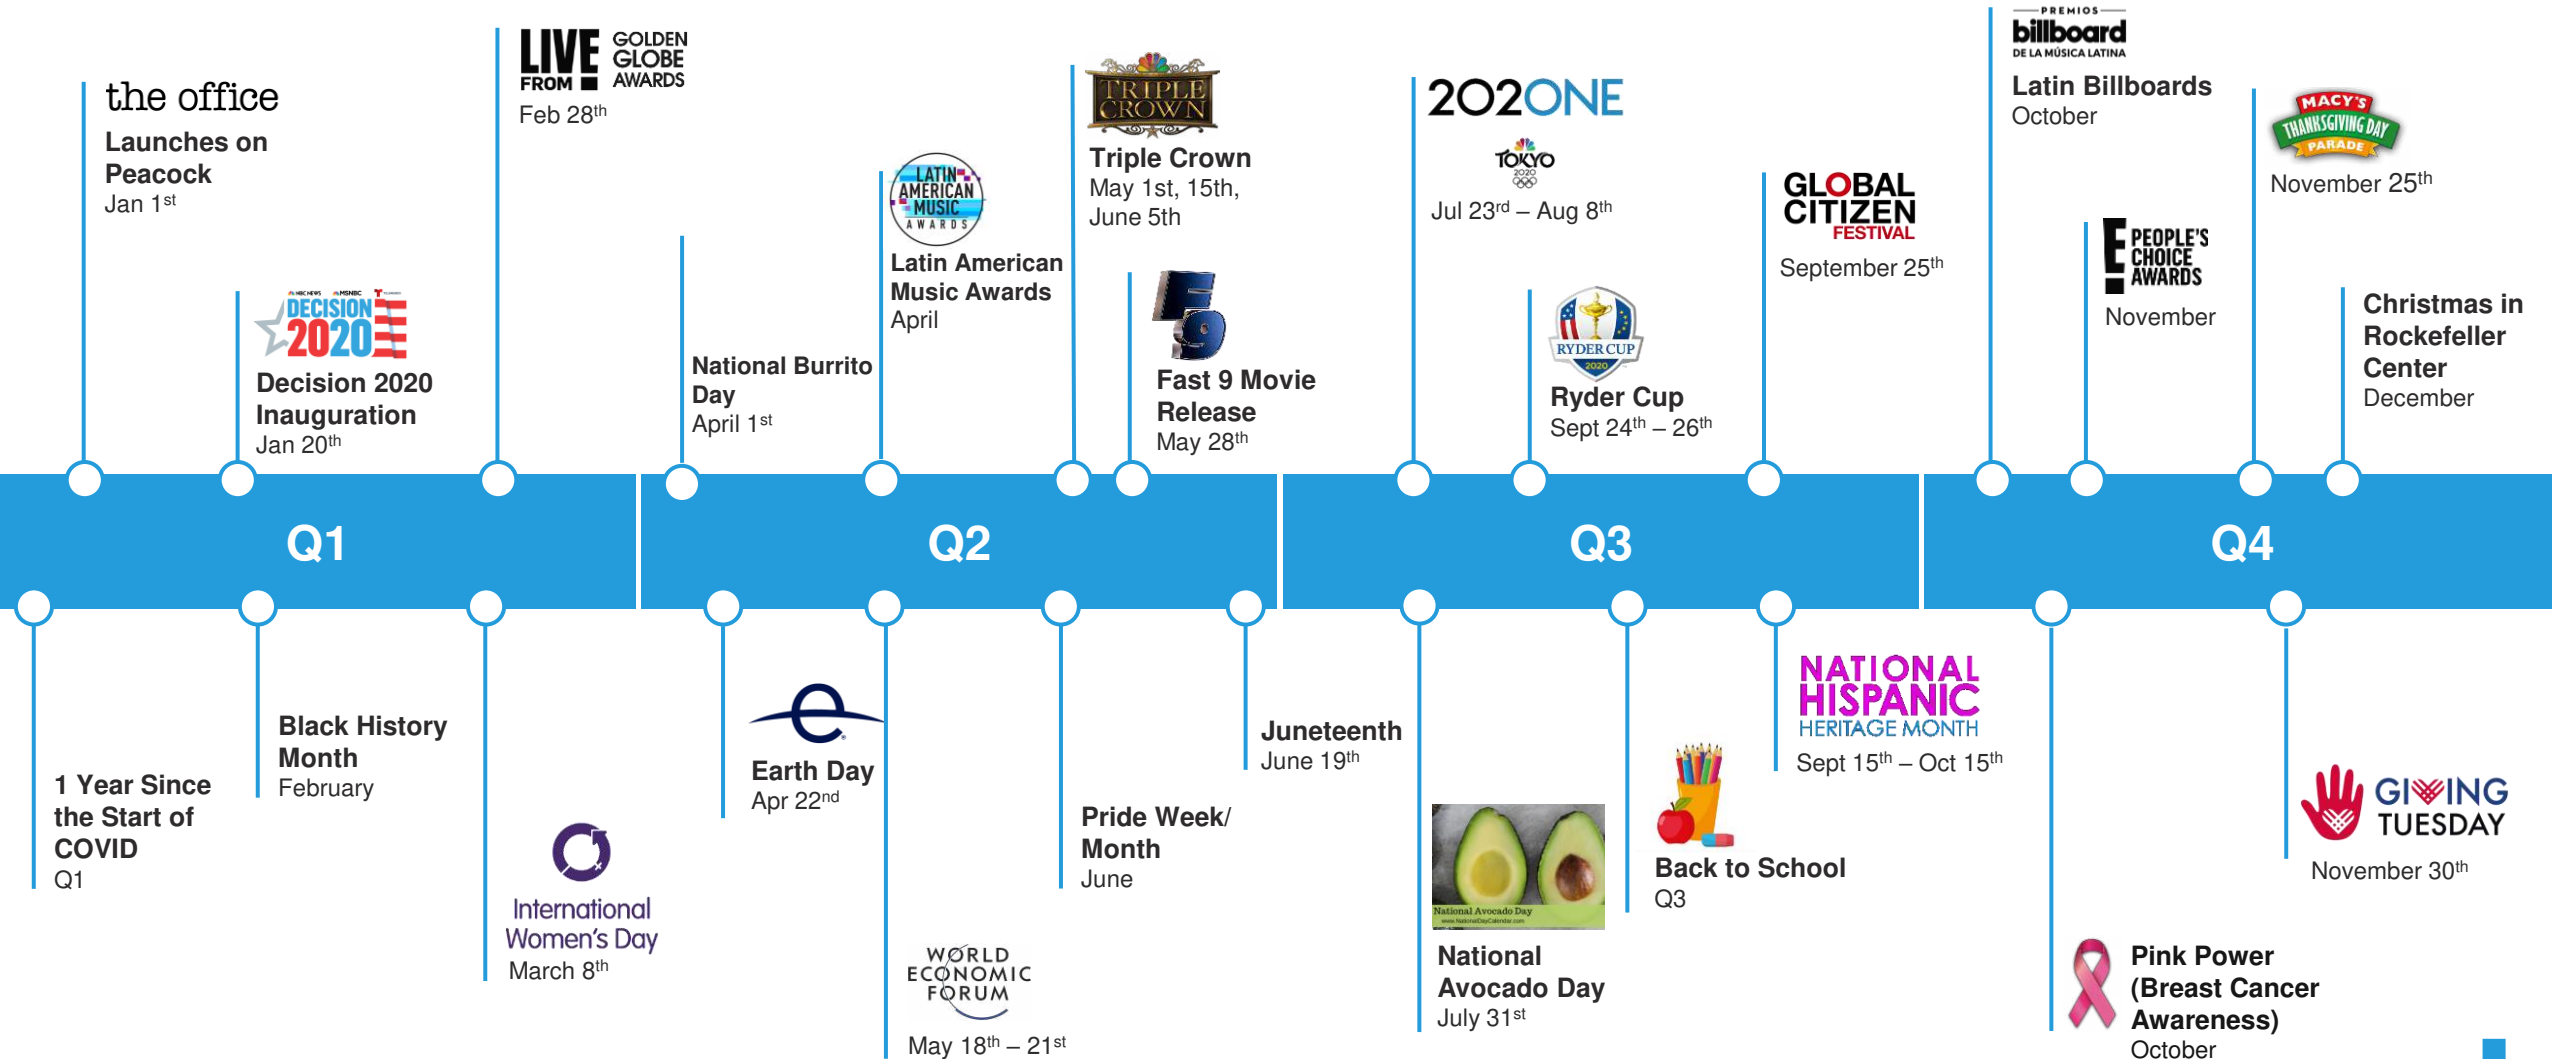 the office
Launches on
Peacock
Jan 1st
NBC NEWS MSNBC
DECISION
2020
Decision 2020
Inauguration
Jan 20th
LIVE
FROM E!
GOLDEN
GLOBE
AWARDS
Feb 28th
National Burrito
Day
April 1st
LATIN
AMERICAN
MUSIC
AWARDS
Latin American
Music Awards
April
TRIPLE
CROWN
Triple Crown
May 1st, 15th,
June 5th
Fast 9 Movie
Release
May 28th
202ONE
TOKYO
2020
Jul 23rd – Aug 8th
RYDER CUP
2020
Ryder Cup
Sept 24th – 26th
GLOBAL
CITIZEN
FESTIVAL
September 25th
PREMIOS
billboard
DE LA MÚSICA LATINA
Latin Billboards
October
E!
PEOPLE'S
CHOICE
AWARDS
November
MACY'S
THANKSGIVING DAY
PARADE
November 25th
Christmas in
Rockefeller
Center
December
Q1
Q2
Q3
Q4
1 Year Since
the Start of
COVID
Q1
Black History
Month
February
International
Women's Day
March 8th
Earth Day
Apr 22nd
WORLD
ECONOMIC
FORUM
May 18th – 21st
Pride Week/
Month
June
Juneteenth
June 19th
National Avocado Day
www.NationalDayCalendar.com
National
Avocado Day
July 31st
Back to School
Q3
NATIONAL
HISPANIC
HERITAGE MONTH
Sept 15th – Oct 15th
Pink Power
(Breast Cancer
Awareness)
October
GIVING
TUESDAY
November 30th